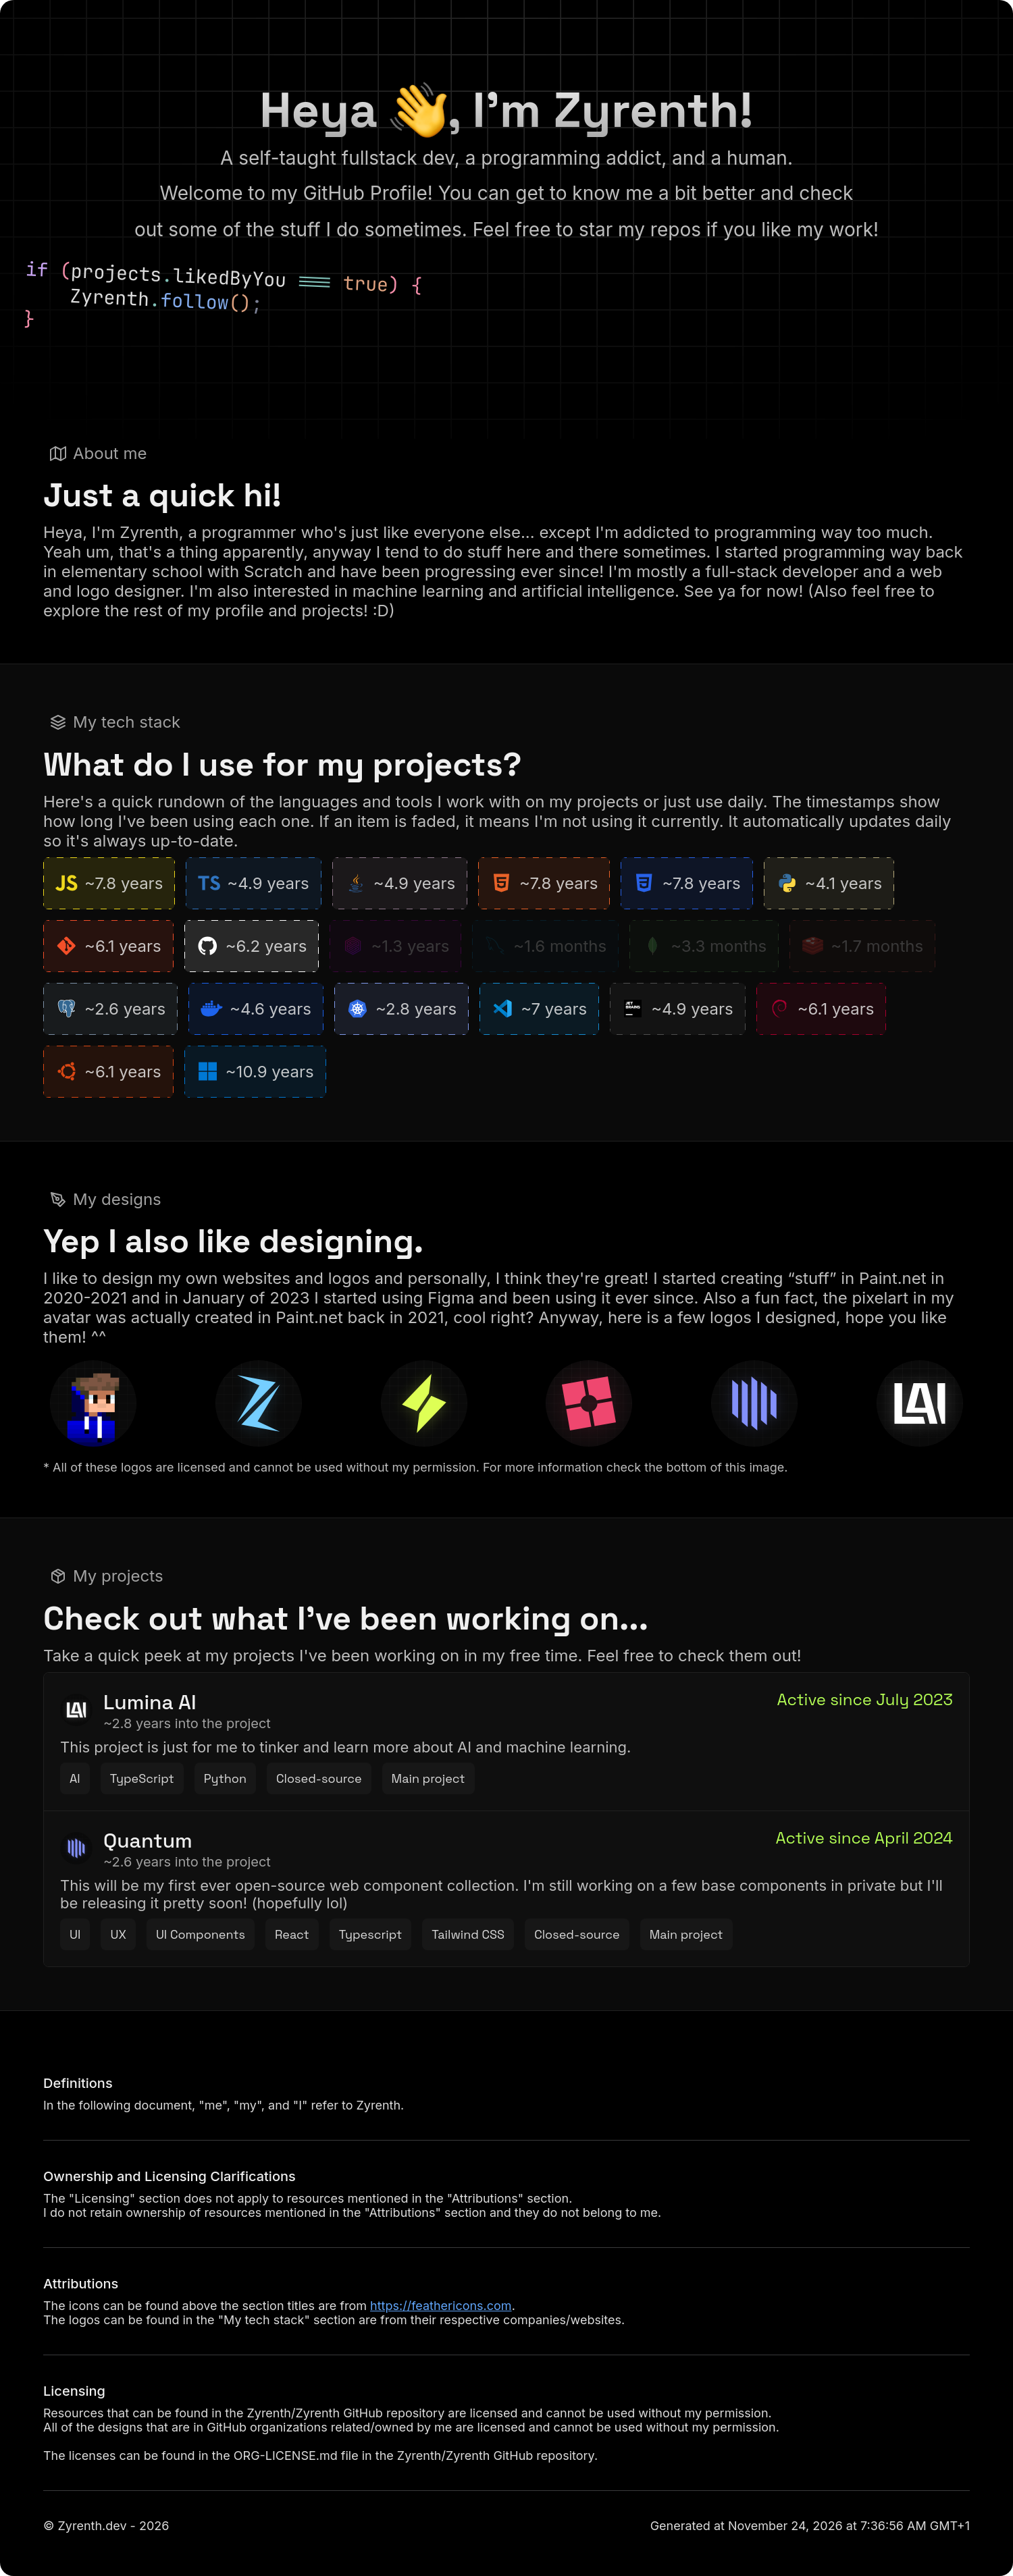 Heya 👋, I’m Zyrenth!
A self-taught fullstack dev, a programming addict, and a human.
Welcome to my GitHub Profile! You can get to know me a bit better and check
out some of the stuff I do sometimes. Feel free to star my repos if you like my work!
if (projects.likedByYou === true) {
Zyrenth.follow();
}
About me
Just a quick hi!
Heya, I'm Zyrenth, a programmer who's just like everyone else... except I'm addicted to programming way too much.
Yeah um, that's a thing apparently, anyway I tend to do stuff here and there sometimes. I started programming way back
in elementary school with Scratch and have been progressing ever since! I'm mostly a full-stack developer and a web
and logo designer. I'm also interested in machine learning and artificial intelligence. See ya for now! (Also feel free to
explore the rest of my profile and projects! :D)
My tech stack
What do I use for my projects?
Here's a quick rundown of the languages and tools I work with on my projects or just use daily. The timestamps show
how long I've been using each one. If an item is faded, it means I'm not using it currently. It automatically updates daily
so it's always up-to-date.
JS ~7.8 years TS ~4.9 years ~4.9 years ~7.8 years ~7.8 years ~4.1 years
~6.1 years ~6.2 years ~1.3 years ~1.6 months ~3.3 months ~1.7 months
~2.6 years ~4.6 years ~2.8 years ~7 years JET BRAINS ~4.9 years ~6.1 years
~6.1 years ~10.9 years
My designs
Yep I also like designing.
I like to design my own websites and logos and personally, I think they're great! I started creating “stuff” in Paint.net in
2020-2021 and in January of 2023 I started using Figma and been using it ever since. Also a fun fact, the pixelart in my
avatar was actually created in Paint.net back in 2021, cool right? Anyway, here is a few logos I designed, hope you like
them! ^^
LAI
* All of these logos are licensed and cannot be used without my permission. For more information check the bottom of this image.
My projects
Check out what I’ve been working on...
Take a quick peek at my projects I've been working on in my free time. Feel free to check them out!
LAI Lumina AI Active since July 2023
~2.8 years into the project
This project is just for me to tinker and learn more about AI and machine learning.
AI TypeScript Python Closed-source Main project
Quantum Active since April 2024
~2.6 years into the project
This will be my first ever open-source web component collection. I'm still working on a few base components in private but I'll
be releasing it pretty soon! (hopefully lol)
UI UX UI Components React Typescript Tailwind CSS Closed-source Main project
Definitions
In the following document, "me", "my", and "I" refer to Zyrenth.
Ownership and Licensing Clarifications
The "Licensing" section does not apply to resources mentioned in the "Attributions" section.
I do not retain ownership of resources mentioned in the "Attributions" section and they do not belong to me.
Attributions
The icons can be found above the section titles are from https://feathericons.com.
The logos can be found in the "My tech stack" section are from their respective companies/websites.
Licensing
Resources that can be found in the Zyrenth/Zyrenth GitHub repository are licensed and cannot be used without my permission.
All of the designs that are in GitHub organizations related/owned by me are licensed and cannot be used without my permission.
The licenses can be found in the ORG-LICENSE.md file in the Zyrenth/Zyrenth GitHub repository.
© Zyrenth.dev - 2026 Generated at November 24, 2026 at 7:36:56 AM GMT+1